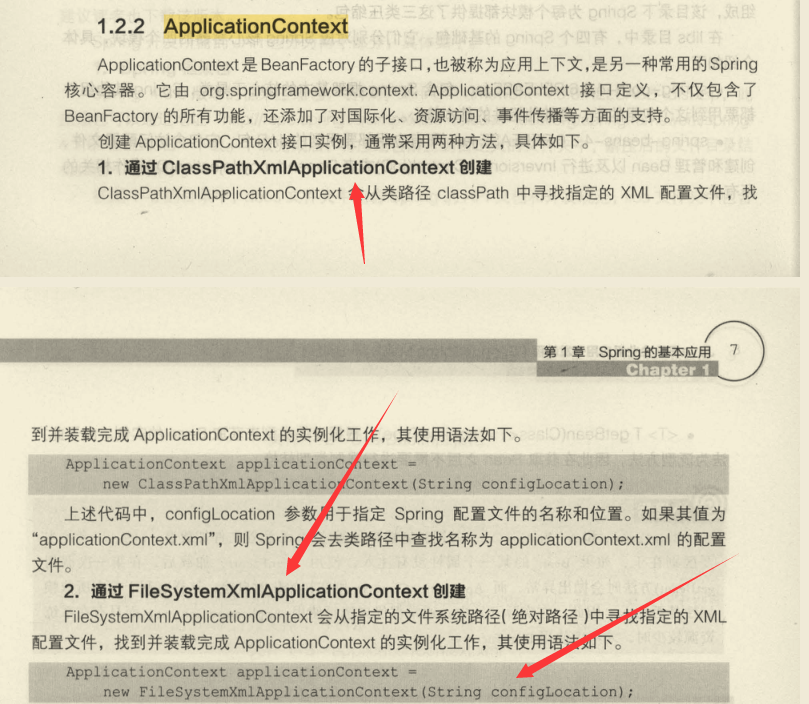 1.2.2 ApplicationContext
ApplicationContext 是 BeanFactory 的子接口,也被称为应用上下文,是另一种常用的 Spring
核心容器。它由 org.springframework.context. ApplicationContext 接口定义，不仅包含了
BeanFactory 的所有功能，还添加了对国际化、资源访问、事件传播等方面的支持。
创建 ApplicationContext 接口实例，通常采用两种方法，具体如下。
1. 通过 ClassPathXmlApplicationContext 创建
ClassPathXmlApplicationContext 会从类路径 classPath 中寻找指定的 XML 配置文件，找
第 1 章 Spring 的基本应用 7
Chapter 1
到并装载完成 ApplicationContext 的实例化工作，其使用语法如下。
ApplicationContext applicationContext =
new ClassPathXmlApplicationContext(String configLocation);
上述代码中，configLocation 参数用于指定 Spring 配置文件的名称和位置。如果其值为
“applicationContext.xml”，则 Spring 会去类路径中查找名称为 applicationContext.xml 的配置
文件。
2. 通过 FileSystemXmlApplicationContext 创建
FileSystemXmlApplicationContext 会从指定的文件系统路径( 绝对路径 )中寻找指定的 XML
配置文件，找到并装载完成 ApplicationContext 的实例化工作，其使用语法如下。
ApplicationContext applicationContext =
new FileSystemXmlApplicationContext(String configLocation);